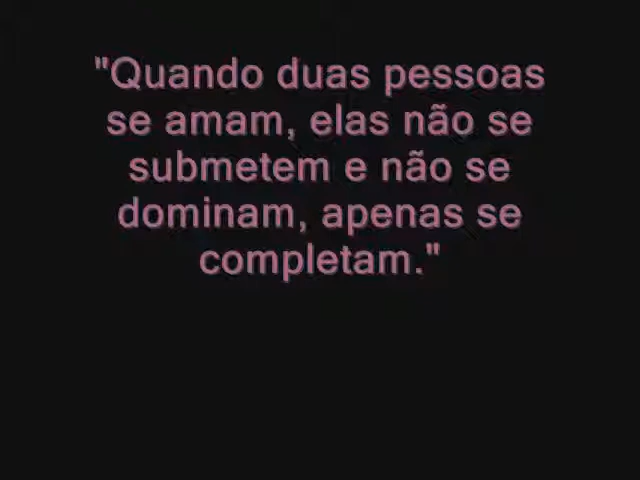 "Quando duas pessoas
se amam, elas não se
submetem e não se
dominam, apenas se
completam."